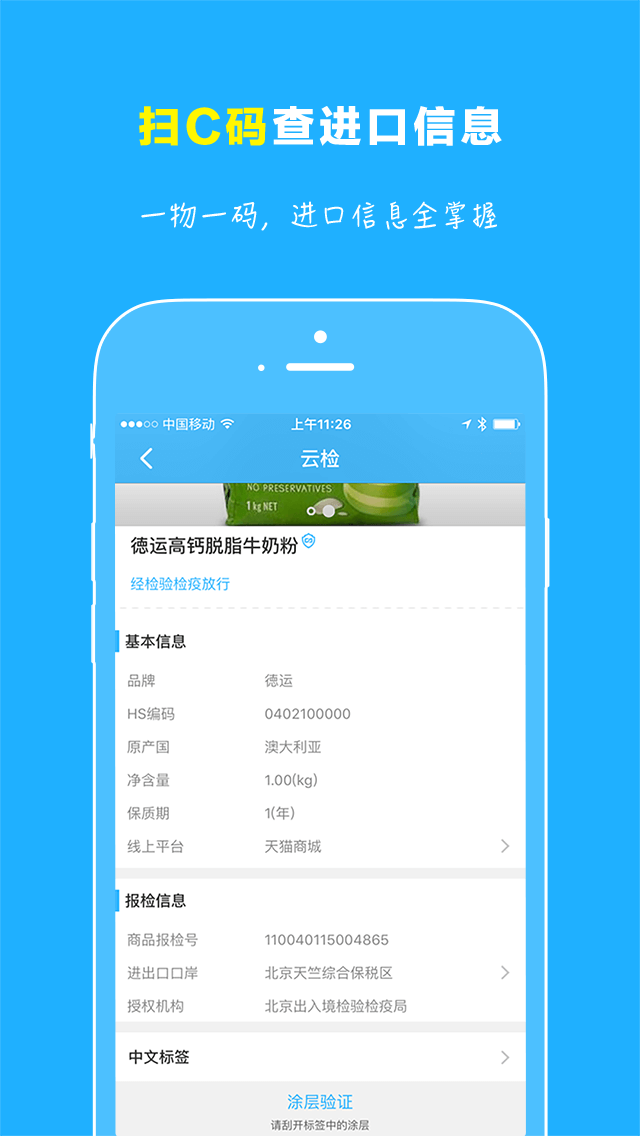 扫C码查进口信息
一物一码，进口信息全掌握
中国移动 上午11:26
云检
NO PRESERVATIVES
1 kg NET
德运高钙脱脂牛奶粉
经检验检疫放行
基本信息
品牌 德运
HS编码 0402100000
原产国 澳大利亚
净含量 1.00(kg)
保质期 1(年)
线上平台 天猫商城
报检信息
商品报检号 110040115004865
进出口口岸 北京天竺综合保税区
授权机构 北京出入境检验检疫局
中文标签
涂层验证
请刮开标签中的涂层